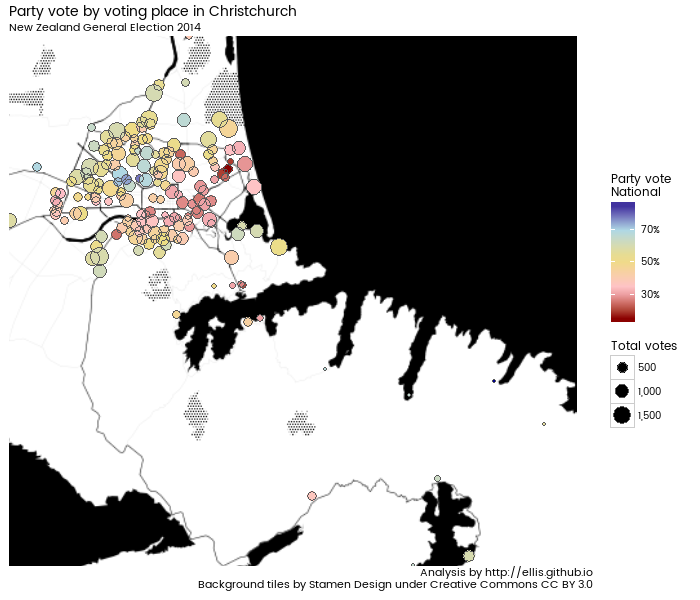 Party vote by voting place in Christchurch
New Zealand General Election 2014
Party vote
National
70%
50%
30%
Total votes
500
1,000
1,500
Analysis by http://ellis.github.io
Background tiles by Stamen Design under Creative Commons CC BY 3.0